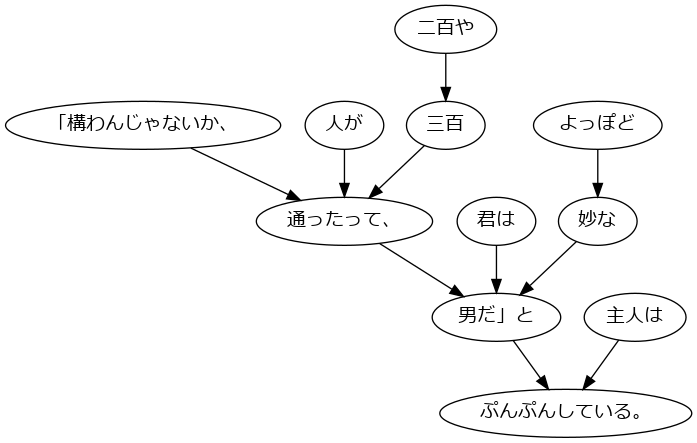 二百や
「構わんじゃないか、
人が
三百
よっぽど
通ったって、
君は
妙な
男だ」と
主人は
ぷんぷんしている。